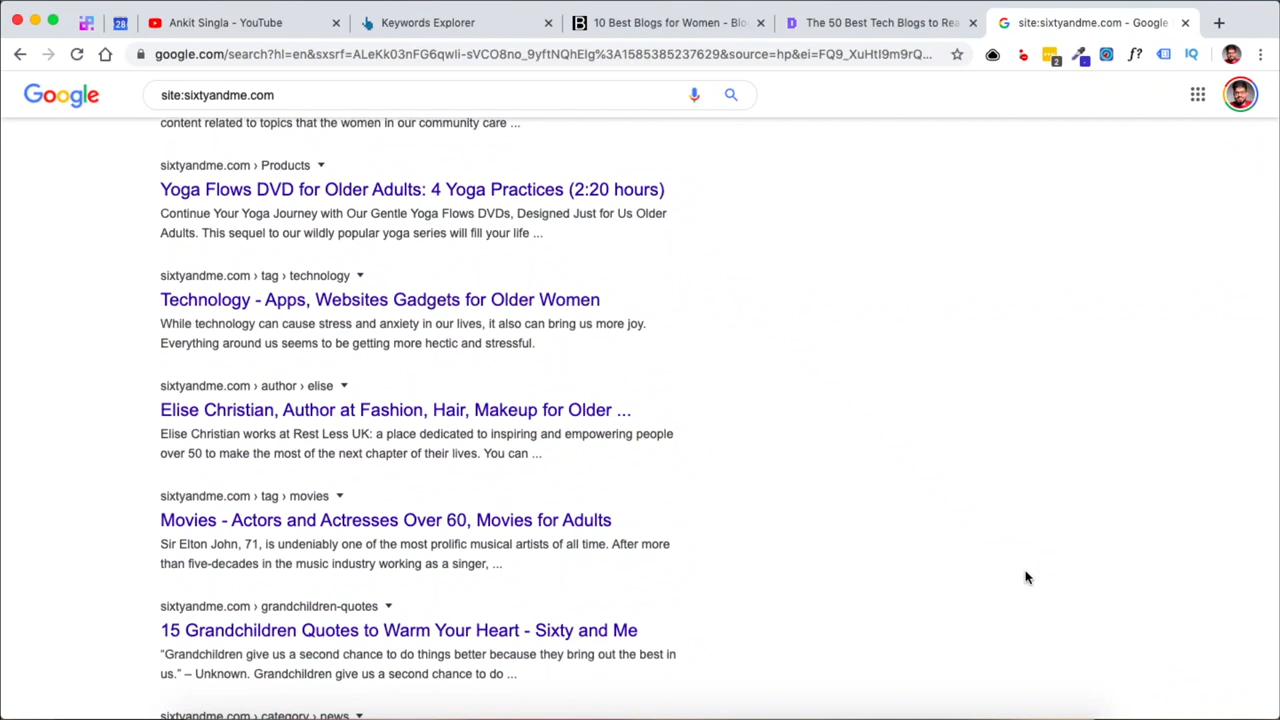 28
Ankit Singla - YouTube
Keywords Explorer
10 Best Blogs for Women - Blo
The 50 Best Tech Blogs to Rea
site:sixtyandme.com - Google
google.com/search?hl=en&sxsrf=ALeKk03nFG6qwIi-sVCO8no_9yftNQhEIg%3A1585385237629&source=hp&ei=FQ9_XuHtI9m9rQ...
2
f?
IQ
Google
site:sixtyandme.com
content related to topics that the women in our community care ...
sixtyandme.com › Products
Yoga Flows DVD for Older Adults: 4 Yoga Practices (2:20 hours)
Continue Your Yoga Journey with Our Gentle Yoga Flows DVDs, Designed Just for Us Older
Adults. This sequel to our wildly popular yoga series will fill your life ...
sixtyandme.com › tag › technology
Technology - Apps, Websites Gadgets for Older Women
While technology can cause stress and anxiety in our lives, it also can bring us more joy.
Everything around us seems to be getting more hectic and stressful.
sixtyandme.com › author › elise
Elise Christian, Author at Fashion, Hair, Makeup for Older ...
Elise Christian works at Rest Less UK: a place dedicated to inspiring and empowering people
over 50 to make the most of the next chapter of their lives. You can ...
sixtyandme.com › tag › movies
Movies - Actors and Actresses Over 60, Movies for Adults
Sir Elton John, 71, is undeniably one of the most prolific musical artists of all time. After more
than five-decades in the music industry working as a singer, ...
sixtyandme.com › grandchildren-quotes
15 Grandchildren Quotes to Warm Your Heart - Sixty and Me
“Grandchildren give us a second chance to do things better because they bring out the best in
us.” – Unknown. Grandchildren give us a second chance to do ...
sixtyandme.com › category › news